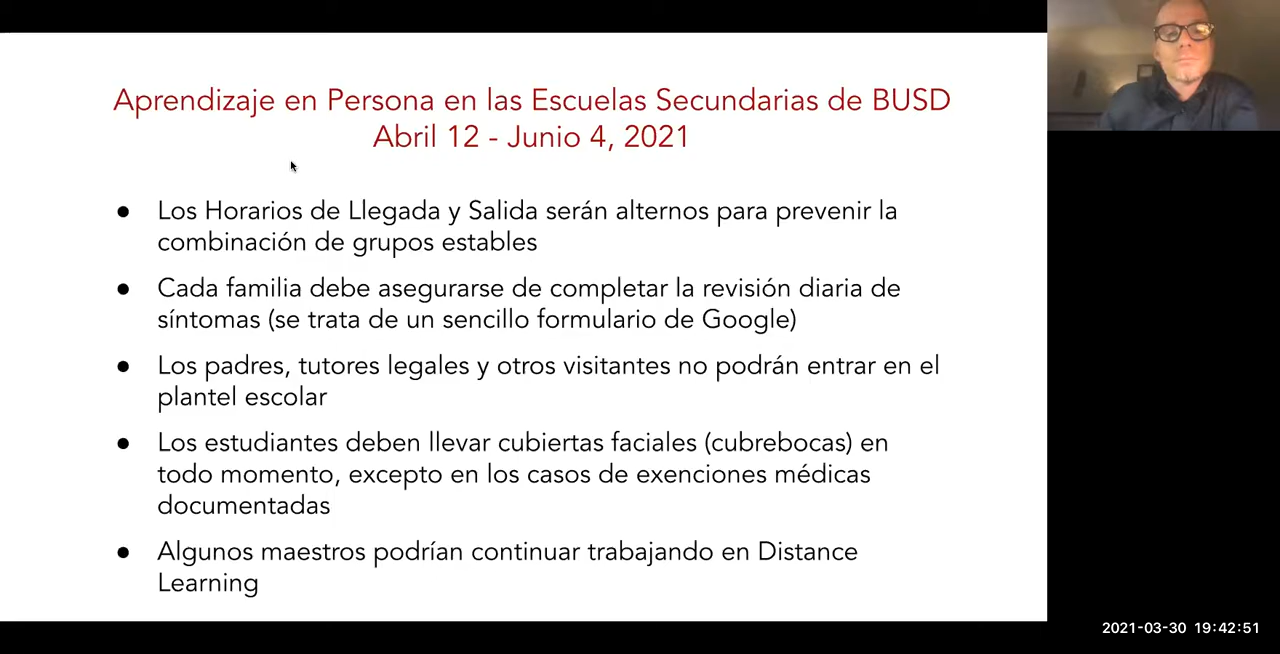 Aprendizaje en Persona en las Escuelas Secundarias de BUSD
Abril 12 - Junio 4, 2021
● Los Horarios de Llegada y Salida serán alternos para prevenir la
combinación de grupos estables
● Cada familia debe asegurarse de completar la revisión diaria de
síntomas (se trata de un sencillo formulario de Google)
● Los padres, tutores legales y otros visitantes no podrán entrar en el
plantel escolar
● Los estudiantes deben llevar cubiertas faciales (cubrebocas) en
todo momento, excepto en los casos de exenciones médicas
documentadas
● Algunos maestros podrían continuar trabajando en Distance
Learning
2021-03-30 19:42:51